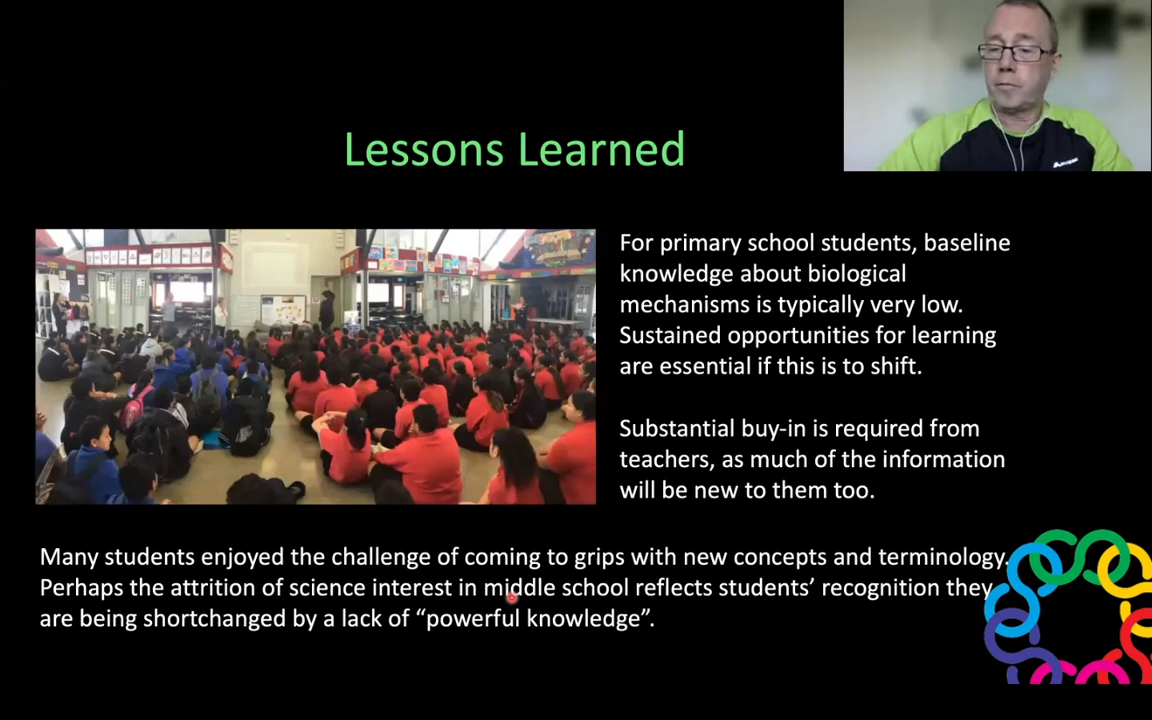 Lessons Learned
For primary school students, baseline
knowledge about biological
mechanisms is typically very low.
Sustained opportunities for learning
are essential if this is to shift.
Substantial buy-in is required from
teachers, as much of the information
will be new to them too.
Many students enjoyed the challenge of coming to grips with new concepts and terminology.
Perhaps the attrition of science interest in middle school reflects students’ recognition they
are being shortchanged by a lack of “powerful knowledge”.